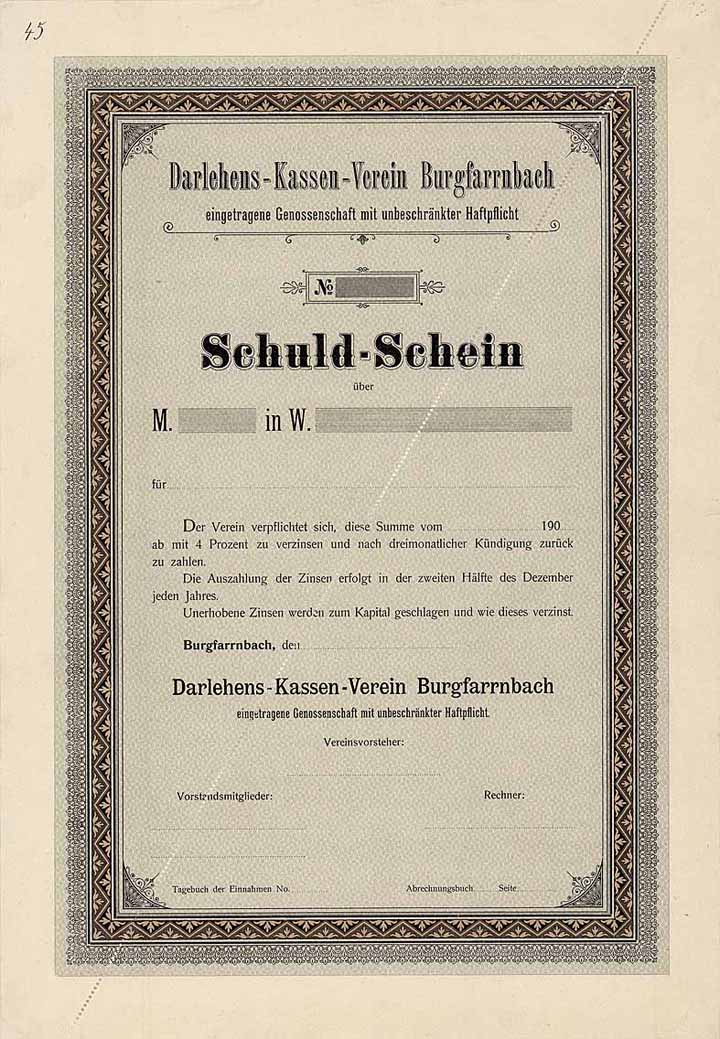 45
Darlehens-Kassen-Verein Burgfarrnbach
eingetragene Genossenschaft mit unbeschränkter Haftpflicht
No
Schuld-Schein
über
M. in W.
für
Der Verein verpflichtet sich, diese Summe vom 190
ab mit 4 Prozent zu verzinsen und nach dreimonatlicher Kündigung zurück
zu zahlen.
Die Auszahlung der Zinsen erfolgt in der zweiten Hälfte des Dezember
jeden Jahres.
Unerhobene Zinsen werden zum Kapital geschlagen und wie dieses verzinst.
Burgfarrnbach, den
Darlehens-Kassen-Verein Burgfarrnbach
eingetragene Genossenschaft mit unbeschränkter Haftpflicht.
Vereinsvorsteher:
Vorstandsmitglieder: Rechner:
Tagebuch der Einnahmen No. Abrechnungsbuch Seite